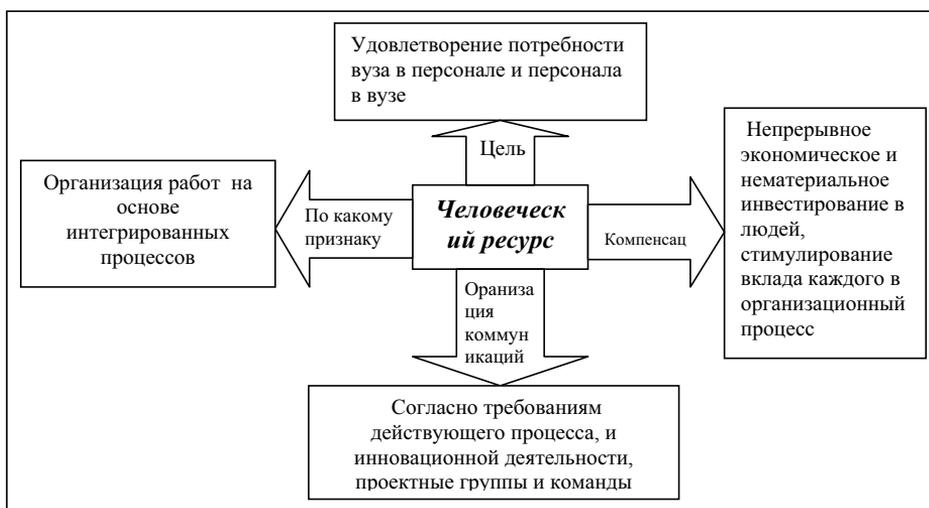 Удовлетворение потребности
вуза в персонале и персонала
в вузе
Цель
Организация работ на
основе
интегрированных
процессов
По какому
признаку
Человеческ
ий ресурс
Компенсац
Непрерывное
экономическое и
нематериальное
инвестирование в
людей,
стимулирование
вклада каждого в
организационный
процесс
Ораниза
ция
коммун
икаций
Согласно требованиям
действующего процесса, и
инновационной деятельности,
проектные группы и команды